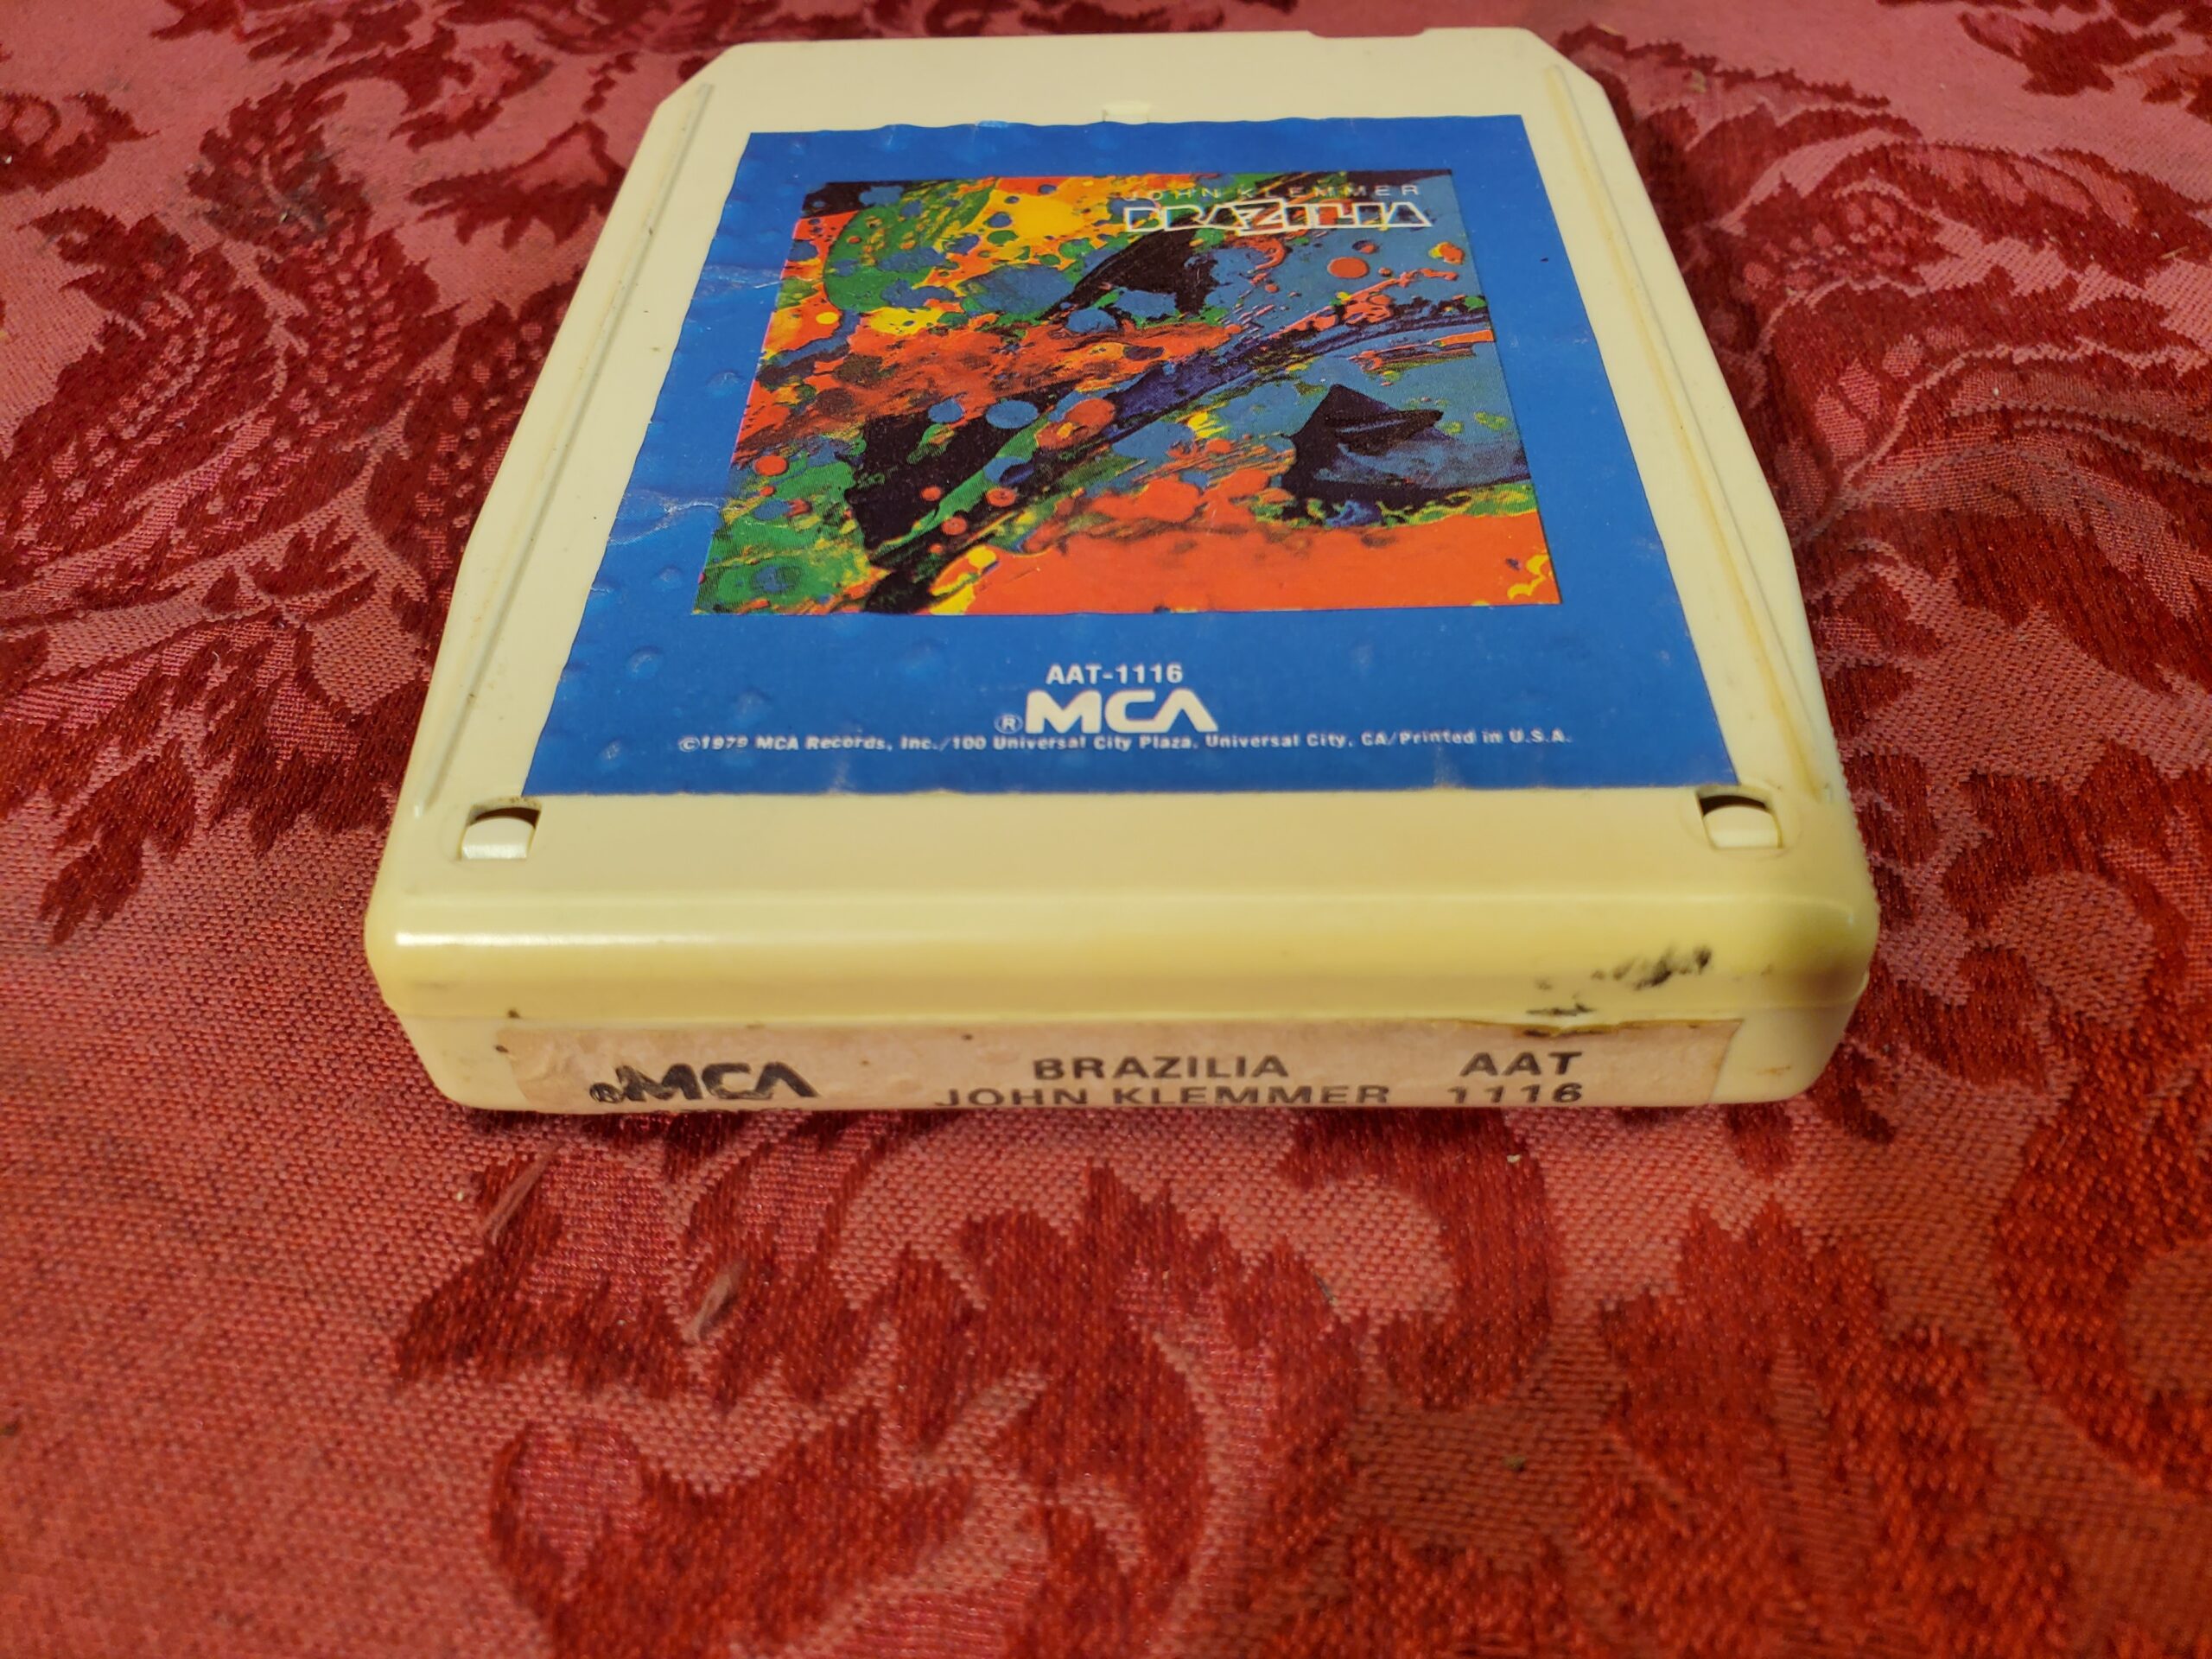 JOHN KLEMMER
BRAZILIA
AAT-1116
®MCA
©1979 MCA Records, Inc./100 Universal City Plaza, Universal City, CA/Printed in U.S.A.
®MCA
BRAZILIA
JOHN KLEMMER
AAT
1116